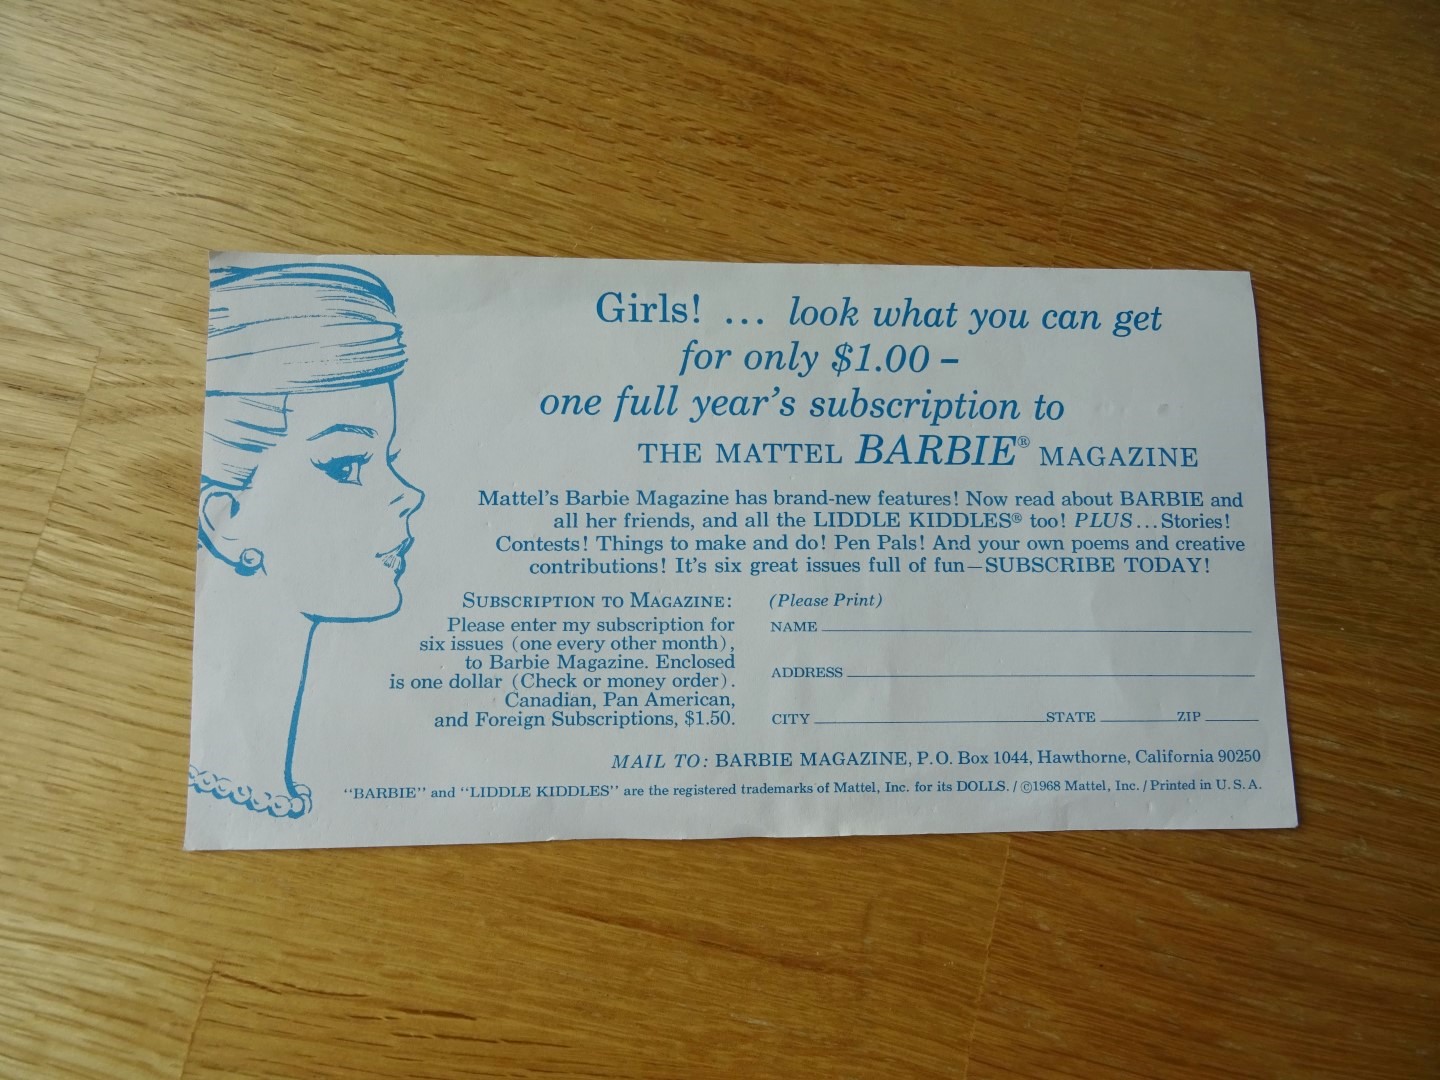 Girls! ... look what you can get
for only $1.00 –
one full year's subscription to
THE MATTEL BARBIE® MAGAZINE
Mattel's Barbie Magazine has brand-new features! Now read about BARBIE and
all her friends, and all the LIDDLE KIDDLES® too! PLUS...Stories!
Contests! Things to make and do! Pen Pals! And your own poems and creative
contributions! It's six great issues full of fun—SUBSCRIBE TODAY!
SUBSCRIPTION TO MAGAZINE:
Please enter my subscription for
six issues (one every other month),
to Barbie Magazine. Enclosed
is one dollar (Check or money order).
Canadian, Pan American,
and Foreign Subscriptions, $1.50.
(Please Print)
NAME
ADDRESS
CITY STATE ZIP
MAIL TO: BARBIE MAGAZINE, P.O. Box 1044, Hawthorne, California 90250
"BARBIE" and "LIDDLE KIDDLES" are the registered trademarks of Mattel, Inc. for its DOLLS. / ©1968 Mattel, Inc. / Printed in U.S.A.